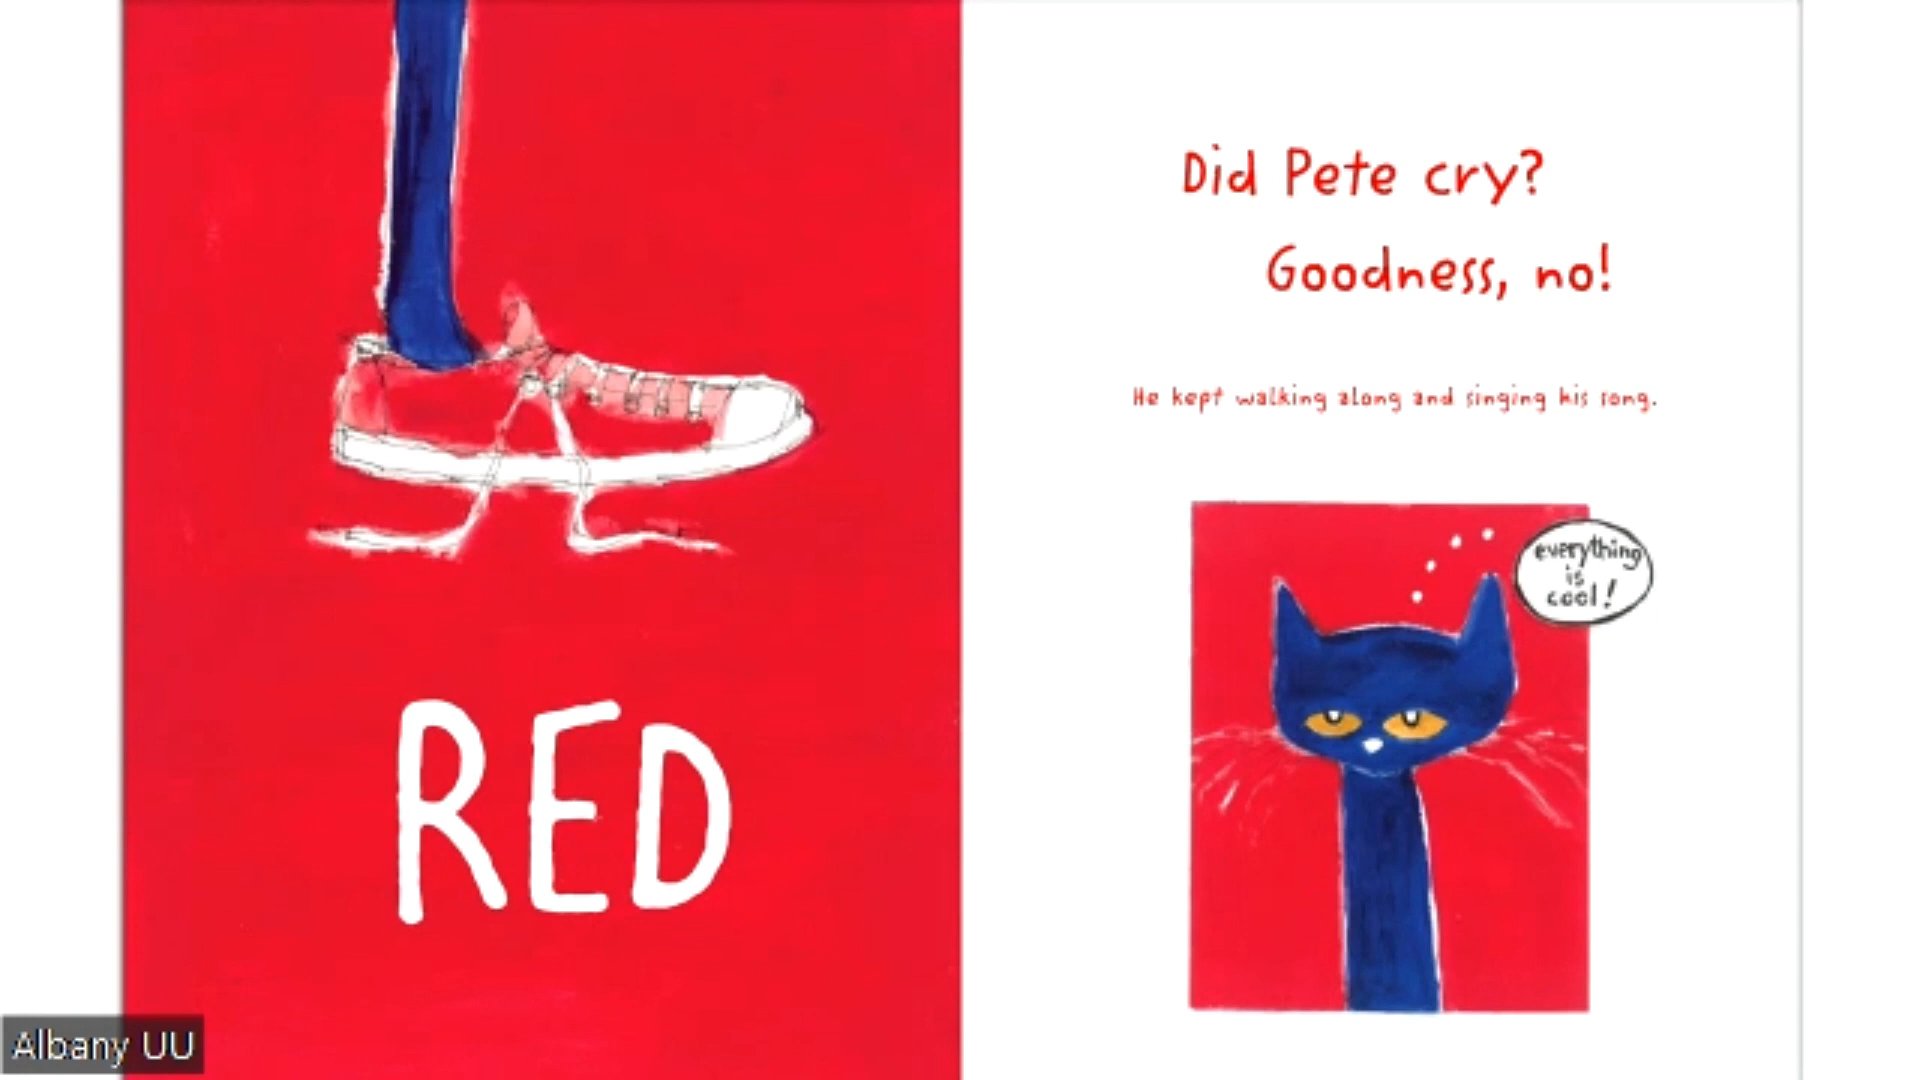 RED
Did Pete cry?
Goodness, no!
He kept walking along and singing his song.
everything
is
cool!
Albany UU